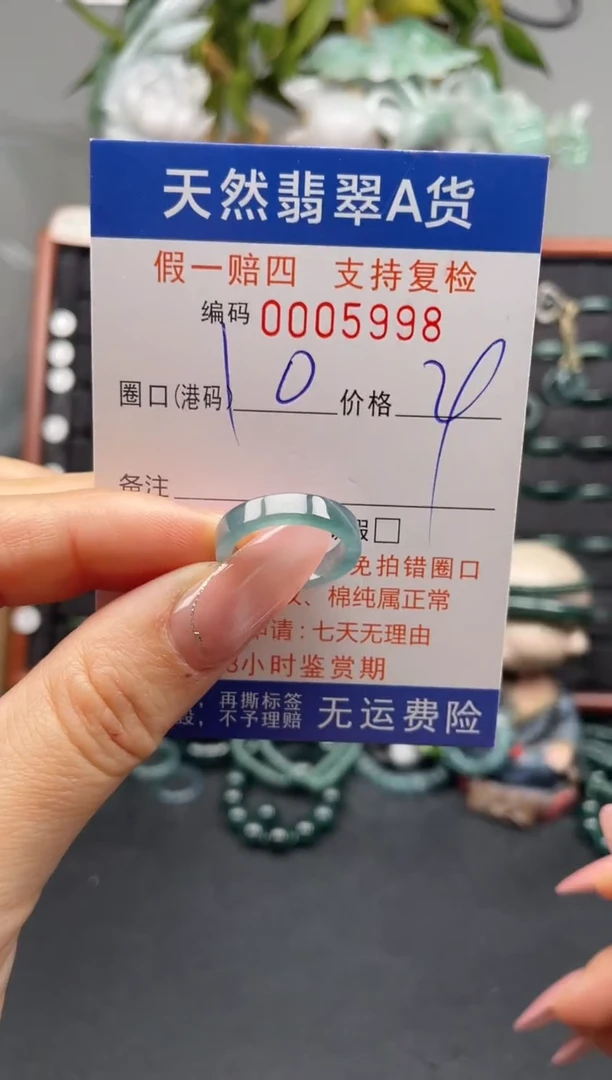 天然翡翠A货
假一赔四 支持复检
编码 0005998
圈口(港码) 10 价格
备注
免拍错圈口
、棉纯属正常
申请:七天无理由
小时鉴赏期
,再撕标签
,不予理赔
无运费险